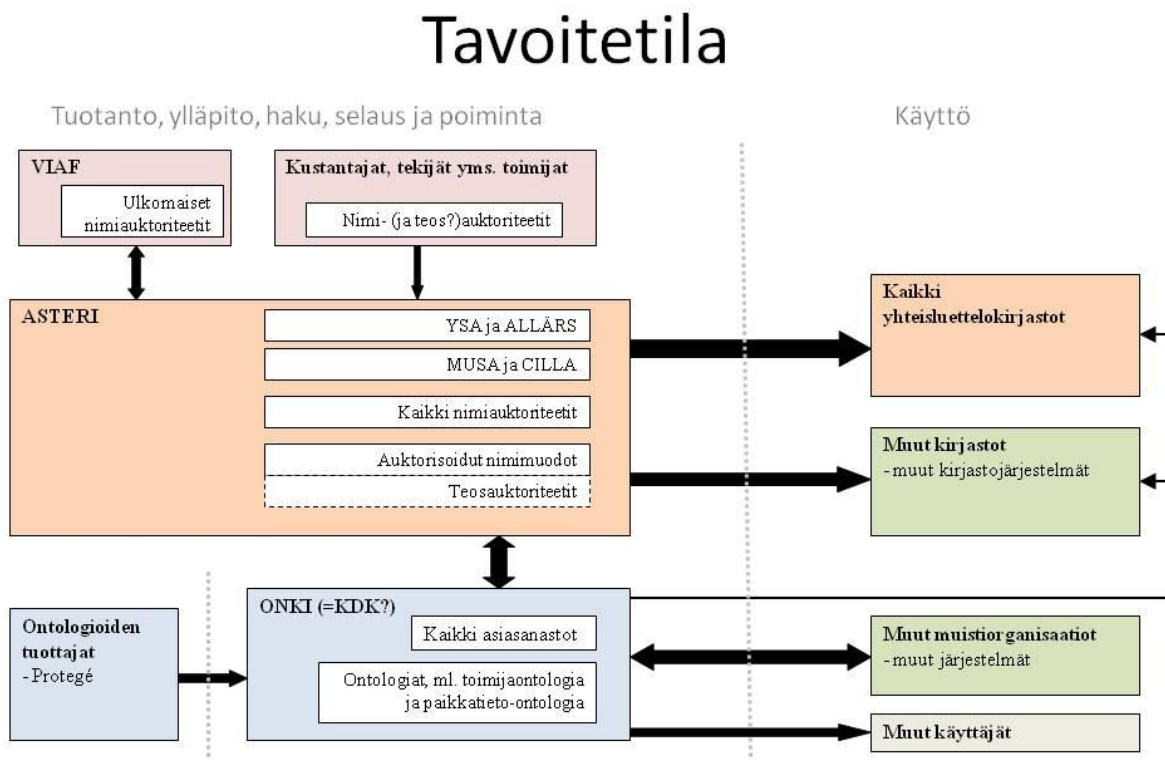 Tavoitetila
Tuotanto, ylläpito, haku, selaus ja poiminta
Käyttö
VIAF
Ulkomaiset
nimiauktoriteetit
Kustantajat, tekijät yms. toimijat
Nimi- (ja teos?)auktoriteetit
ASTERI
YSA ja ALLÄRS
MUSA ja CILLA
Kaikki nimiauktoriteetit
Auktorisoidut nimimuodot
Teosauktoriteetit
Kaikki
yhteisluettelokirjastot
Muut kirjastot
- muut kirjastojärjestelmät
Ontologioiden
tuottajat
- Protegé
ONKI (=KDK?)
Kaikki asiasanastot
Ontologiat, ml. toimijaontologia
ja paikkatieto-ontologia
Muut muistiorganisaatiot
- muut järjestelmät
Muut käyttäjät